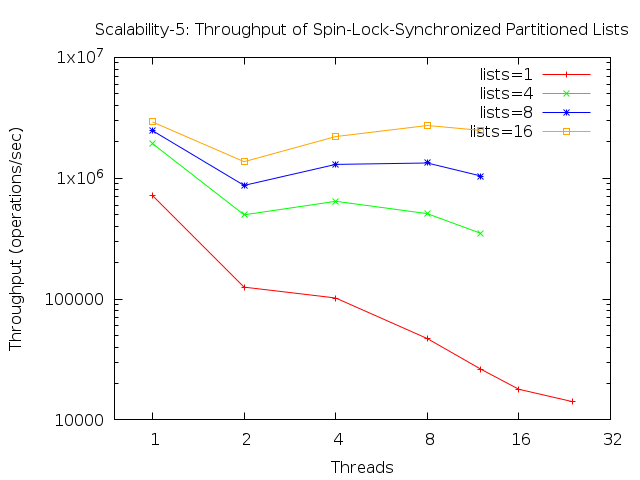 Scalability-5: Throughput of Spin-Lock-Synchronized Partitioned Lists
1x10^7
1x10^6
100000
10000
Throughput (operations/sec)
lists=1
lists=4
lists=8
lists=16
1 2 4 8 16 32
Threads